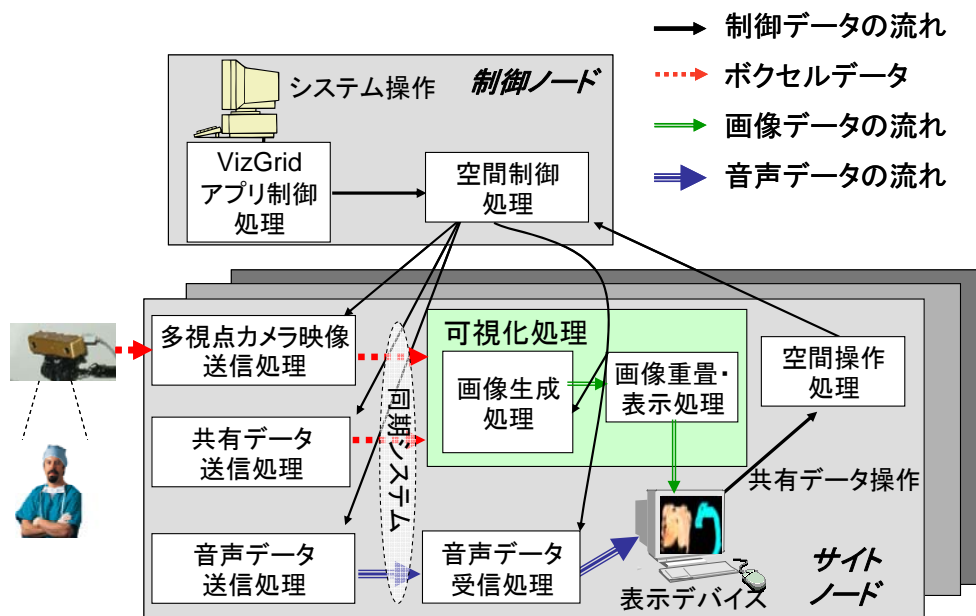 制御データの流れ
ボクセルデータ
画像データの流れ
音声データの流れ
システム操作
制御ノード
VizGrid
アプリ制御
処理
空間制御
処理
多視点カメラ映像
送信処理
共有データ
送信処理
音声データ
送信処理
同期システム
可視化処理
画像生成
処理
画像重畳・
表示処理
音声データ
受信処理
空間操作
処理
共有データ操作
表示デバイス
サイト
ノード